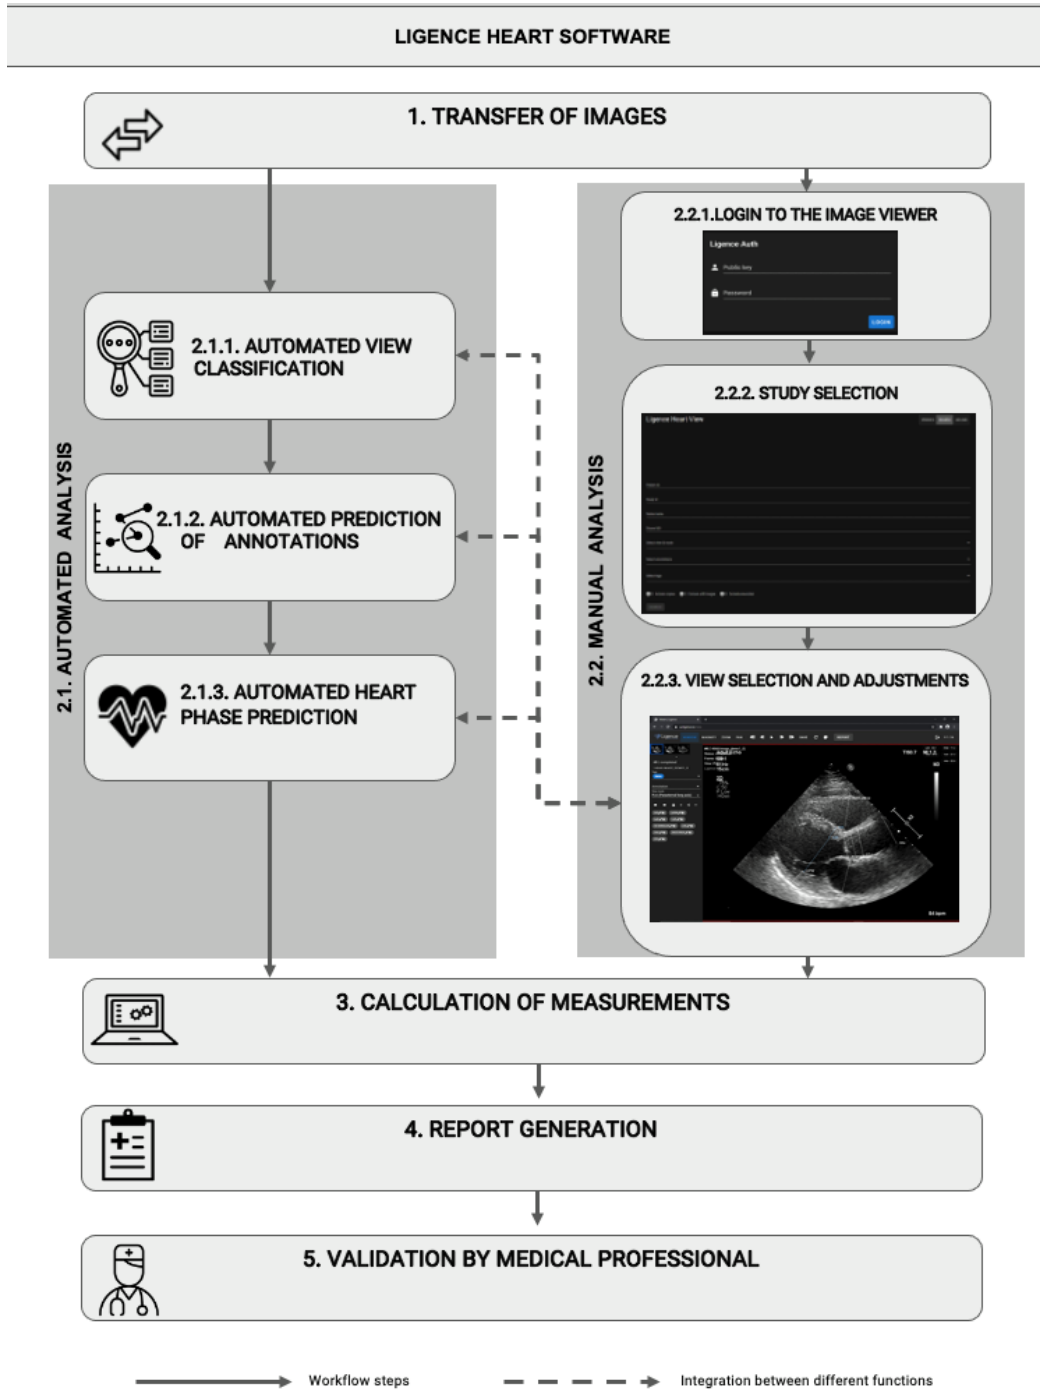 LIGENCE HEART SOFTWARE
1. TRANSFER OF IMAGES
2.1. AUTOMATED ANALYSIS
2.1.1. AUTOMATED VIEW
CLASSIFICATION
2.1.2. AUTOMATED PREDICTION
OF ANNOTATIONS
2.1.3. AUTOMATED HEART
PHASE PREDICTION
2.2. MANUAL ANALYSIS
2.2.1.LOGIN TO THE IMAGE VIEWER
Ligence Auth
Public key
Password
LOGIN
2.2.2. STUDY SELECTION
Ligence Heart View
2.2.3. VIEW SELECTION AND ADJUSTMENTS
3. CALCULATION OF MEASUREMENTS
4. REPORT GENERATION
5. VALIDATION BY MEDICAL PROFESSIONAL
Workflow steps
Integration between different functions